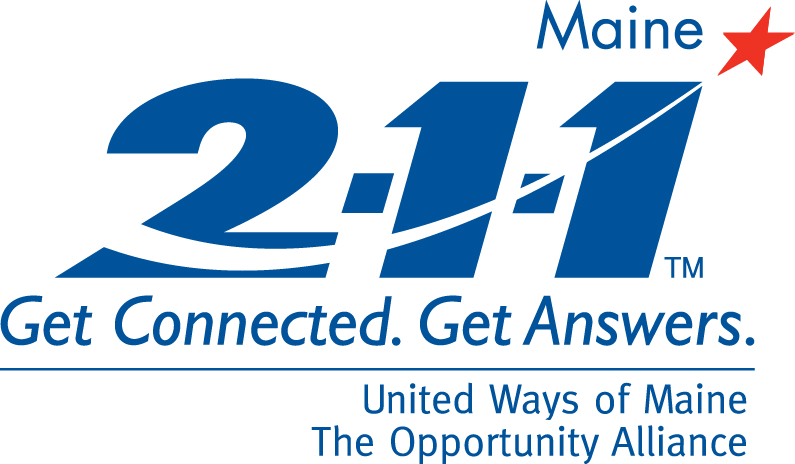 Maine
2-1-1 TM
Get Connected. Get Answers.
United Ways of Maine
The Opportunity Alliance